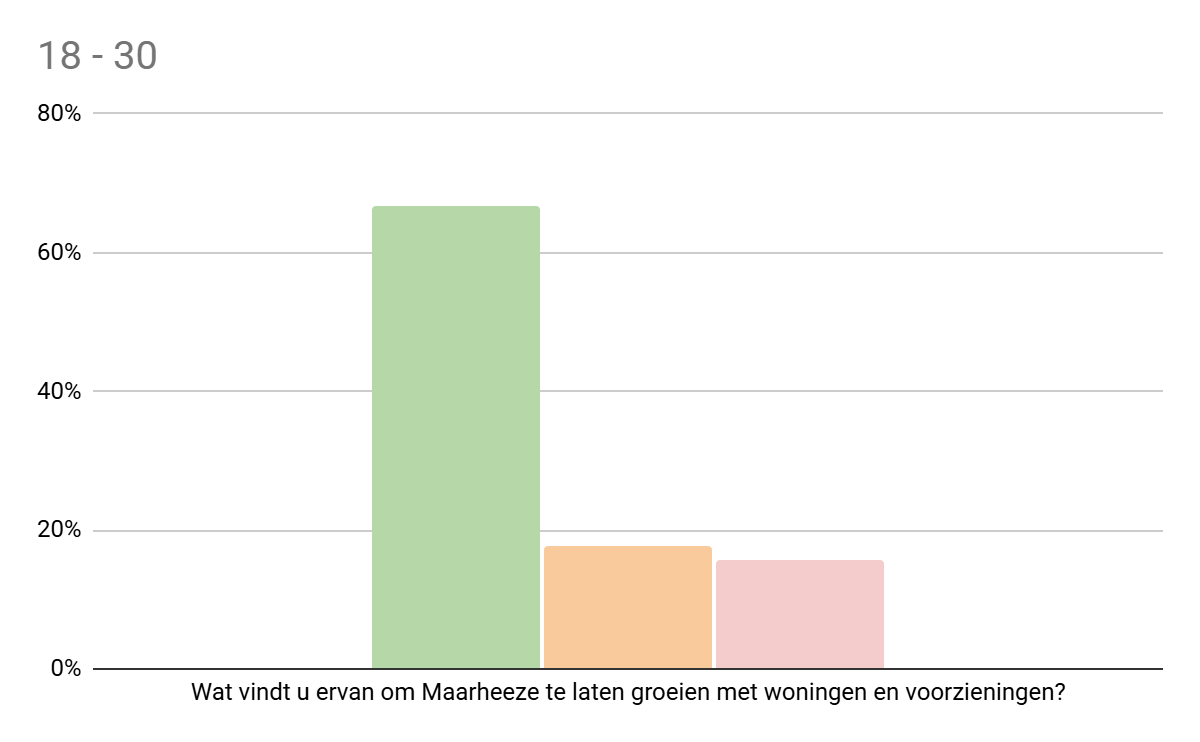 18 - 30
80%
60%
40%
20%
0%
Wat vindt u ervan om Maarheeze te laten groeien met woningen en voorzieningen?